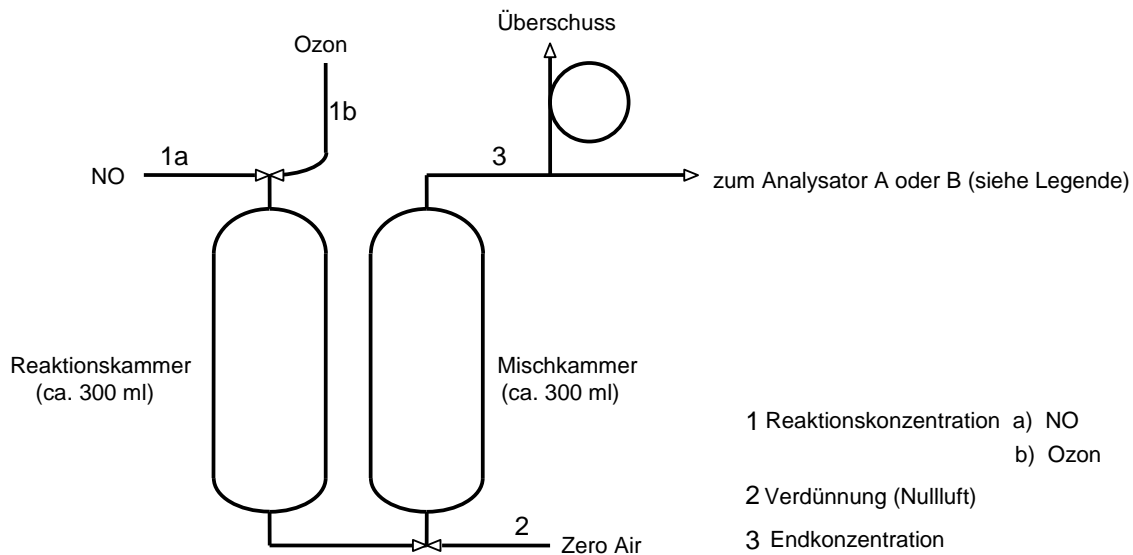 Überschuss
Ozon
1b
1a
3
NO
zum Analysator A oder B (siehe Legende)
Reaktionskammer
(ca. 300 ml)
Mischkammer
(ca. 300 ml)
1 Reaktionskonzentration a) NO
b) Ozon
2 Verdünnung (Nullluft)
2
Zero Air
3 Endkonzentration